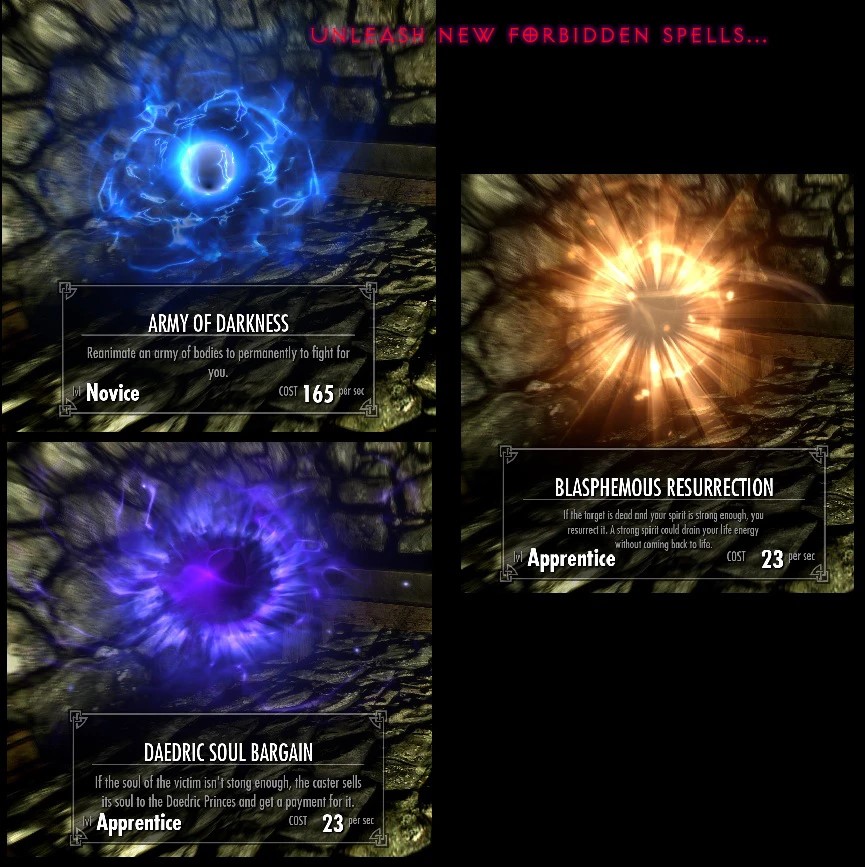 UNLEASH NEW FORBIDDEN SPELLS...
ARMY OF DARKNESS
Reanimate an army of bodies to permanently to fight for
you.
lvl Novice COST 165 per sec
BLASPHEMOUS RESURRECTION
If the target is dead and your spirit is strong enough, you
resurrect it. A strong spirit could drain your life energy
without coming back to life.
lvl Apprentice COST 23 per sec
DAEDRIC SOUL BARGAIN
If the soul of the victim isn't stong enough, the caster sells
its soul to the Daedric Princes and get a payment for it.
lvl Apprentice COST 23 per sec